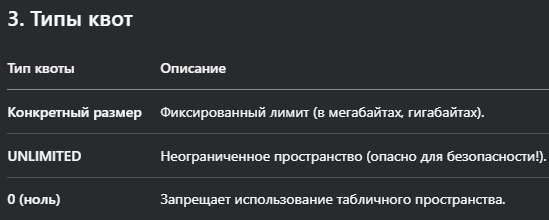 3. Типы квот
Тип квоты Описание
Конкретный размер Фиксированный лимит (в мегабайтах, гигабайтах).
UNLIMITED Неограниченное пространство (опасно для безопасности!).
0 (ноль) Запрещает использование табличного пространства.